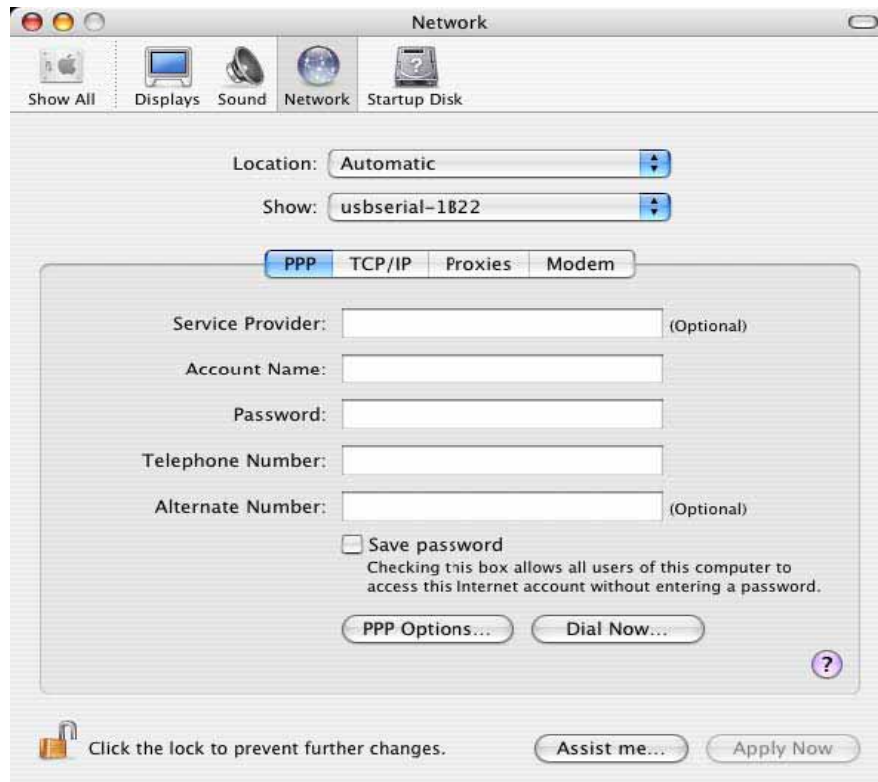 Network
Show All Displays Sound Network Startup Disk
Location: Automatic
Show: usbserial-1B22
PPP TCP/IP Proxies Modem
Service Provider: (Optional)
Account Name:
Password:
Telephone Number:
Alternate Number: (Optional)
Save password
Checking this box allows all users of this computer to
access this Internet account without entering a password.
PPP Options... Dial Now...
?
Click the lock to prevent further changes. Assist me... Apply Now